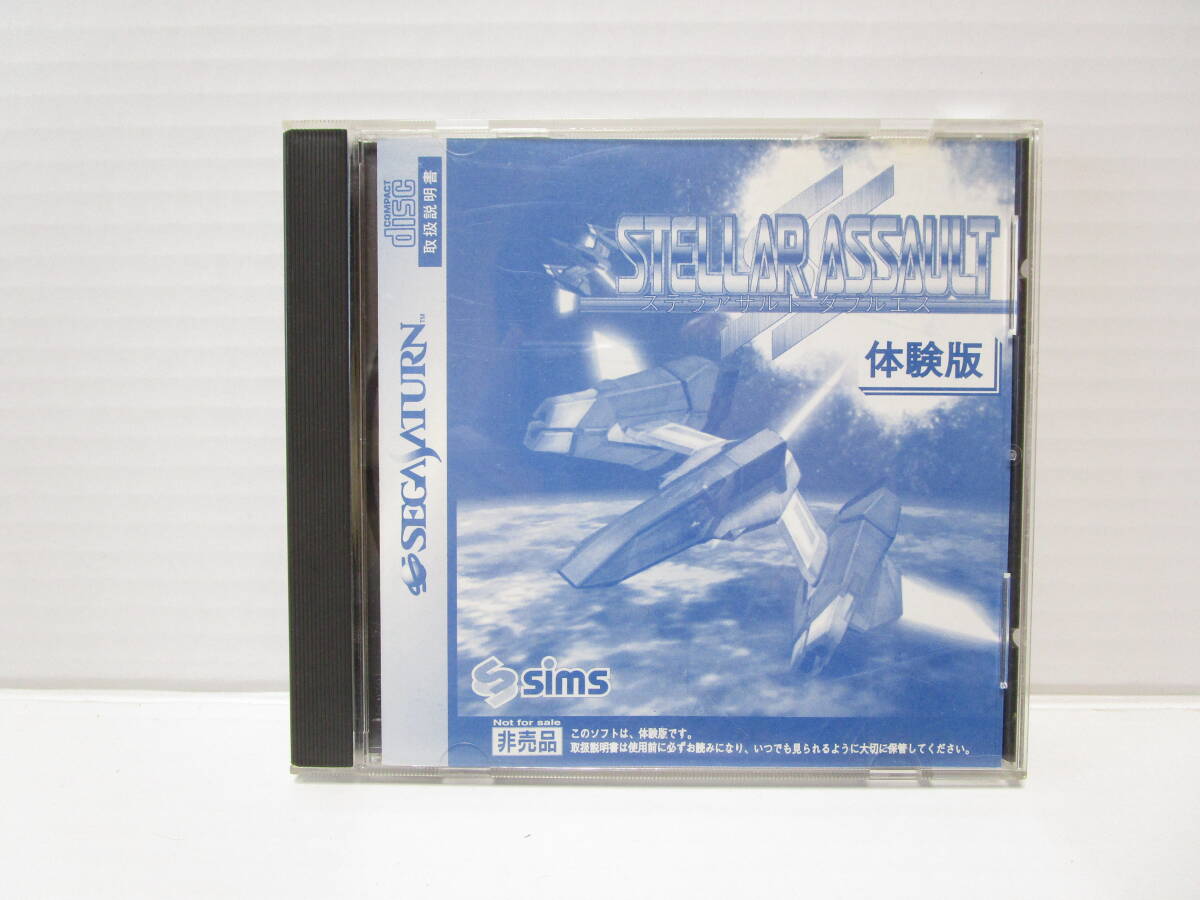 COMPACT
disc
取扱説明書
SEGA SATURN™
STELLAR ASSAULT SS
ステラアサルト ダブルエス
体験版
sims
Not for sale
非売品
このソフトは、体験版です。
取扱説明書は使用前に必ずお読みになり、いつでも見られるように大切に保管してください。